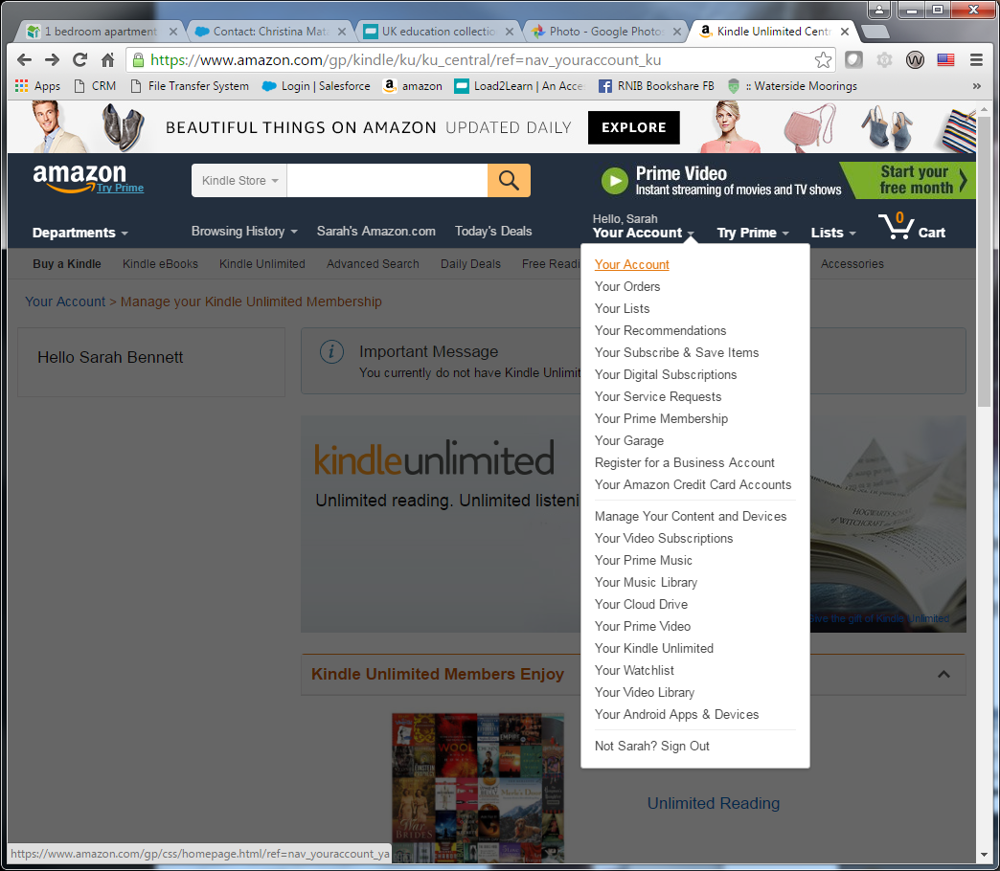 1 bedroom apartment
Contact: Christina Mat
UK education collectio
Photo - Google Photos
Kindle Unlimited Centr
https://www.amazon.com/gp/kindle/ku/ku_central/ref=nav_youraccount_ku
Apps
CRM
File Transfer System
Login | Salesforce
amazon
Load2Learn | An Acce
RNIB Bookshare FB
:: Waterside Moorings
»
BEAUTIFUL THINGS ON AMAZON UPDATED DAILY EXPLORE
amazon
Try Prime
Kindle Store
Prime Video
Instant streaming of movies and TV shows
Start your
free month
Departments
Browsing History
Sarah's Amazon.com
Today's Deals
Hello, Sarah
Your Account
Try Prime
Lists
0
Cart
Buy a Kindle
Kindle eBooks
Kindle Unlimited
Advanced Search
Daily Deals
Free Readi
Accessories
Your Account > Manage your Kindle Unlimited Membership
Hello Sarah Bennett
Important Message
You currently do not have Kindle Unlimit
kindleunlimited
Unlimited reading. Unlimited listeni
HOGWARTS
OF WITCHCRAFT
Give the gift of Kindle Unlimited
Kindle Unlimited Members Enjoy
WOOL
WAR
BRIDES
Unlimited Reading
Your Account
Your Orders
Your Lists
Your Recommendations
Your Subscribe & Save Items
Your Digital Subscriptions
Your Service Requests
Your Prime Membership
Your Garage
Register for a Business Account
Your Amazon Credit Card Accounts
Manage Your Content and Devices
Your Video Subscriptions
Your Prime Music
Your Music Library
Your Cloud Drive
Your Prime Video
Your Kindle Unlimited
Your Watchlist
Your Video Library
Your Android Apps & Devices
Not Sarah? Sign Out
https://www.amazon.com/gp/css/homepage.html/ref=nav_youraccount_ya